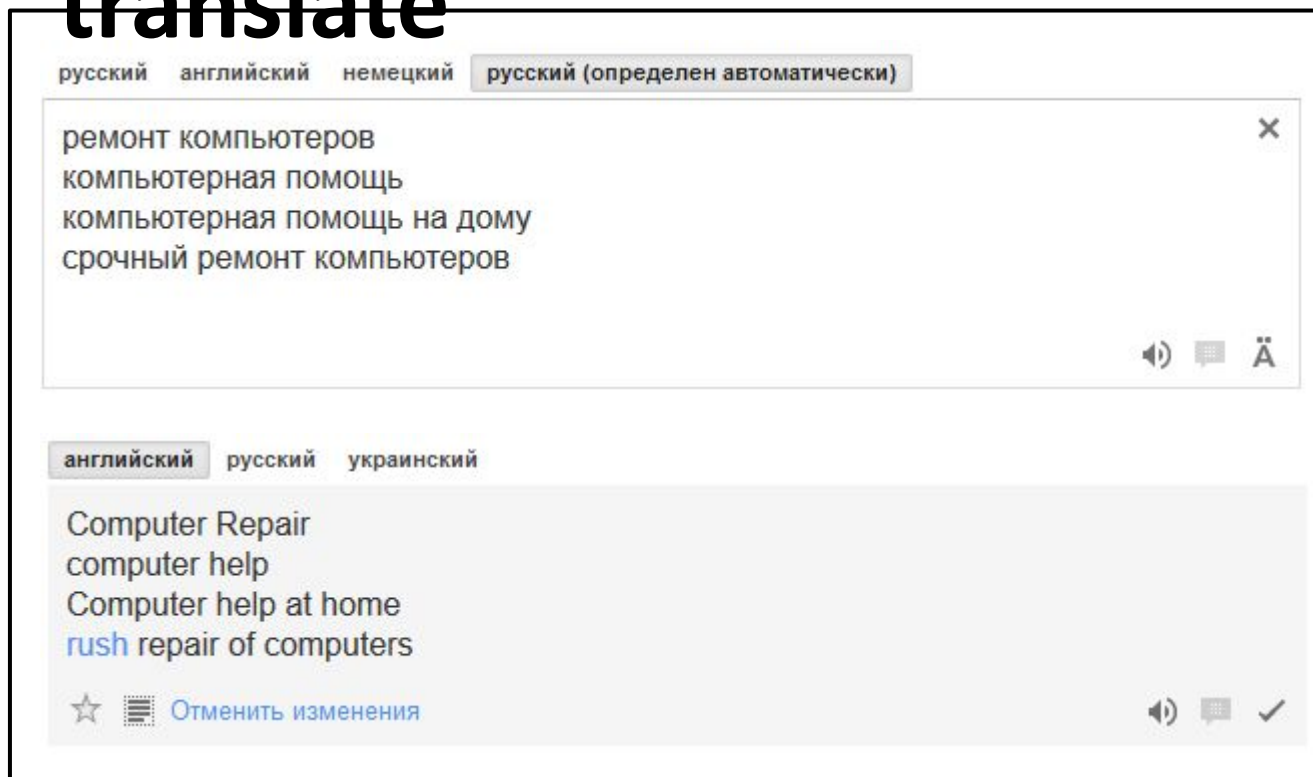 translate
русский английский немецкий русский (определен автоматически)
ремонт компьютеров
компьютерная помощь
компьютерная помощь на дому
срочный ремонт компьютеров
Ä
английский русский украинский
Computer Repair
computer help
Computer help at home
rush repair of computers
Отменить изменения